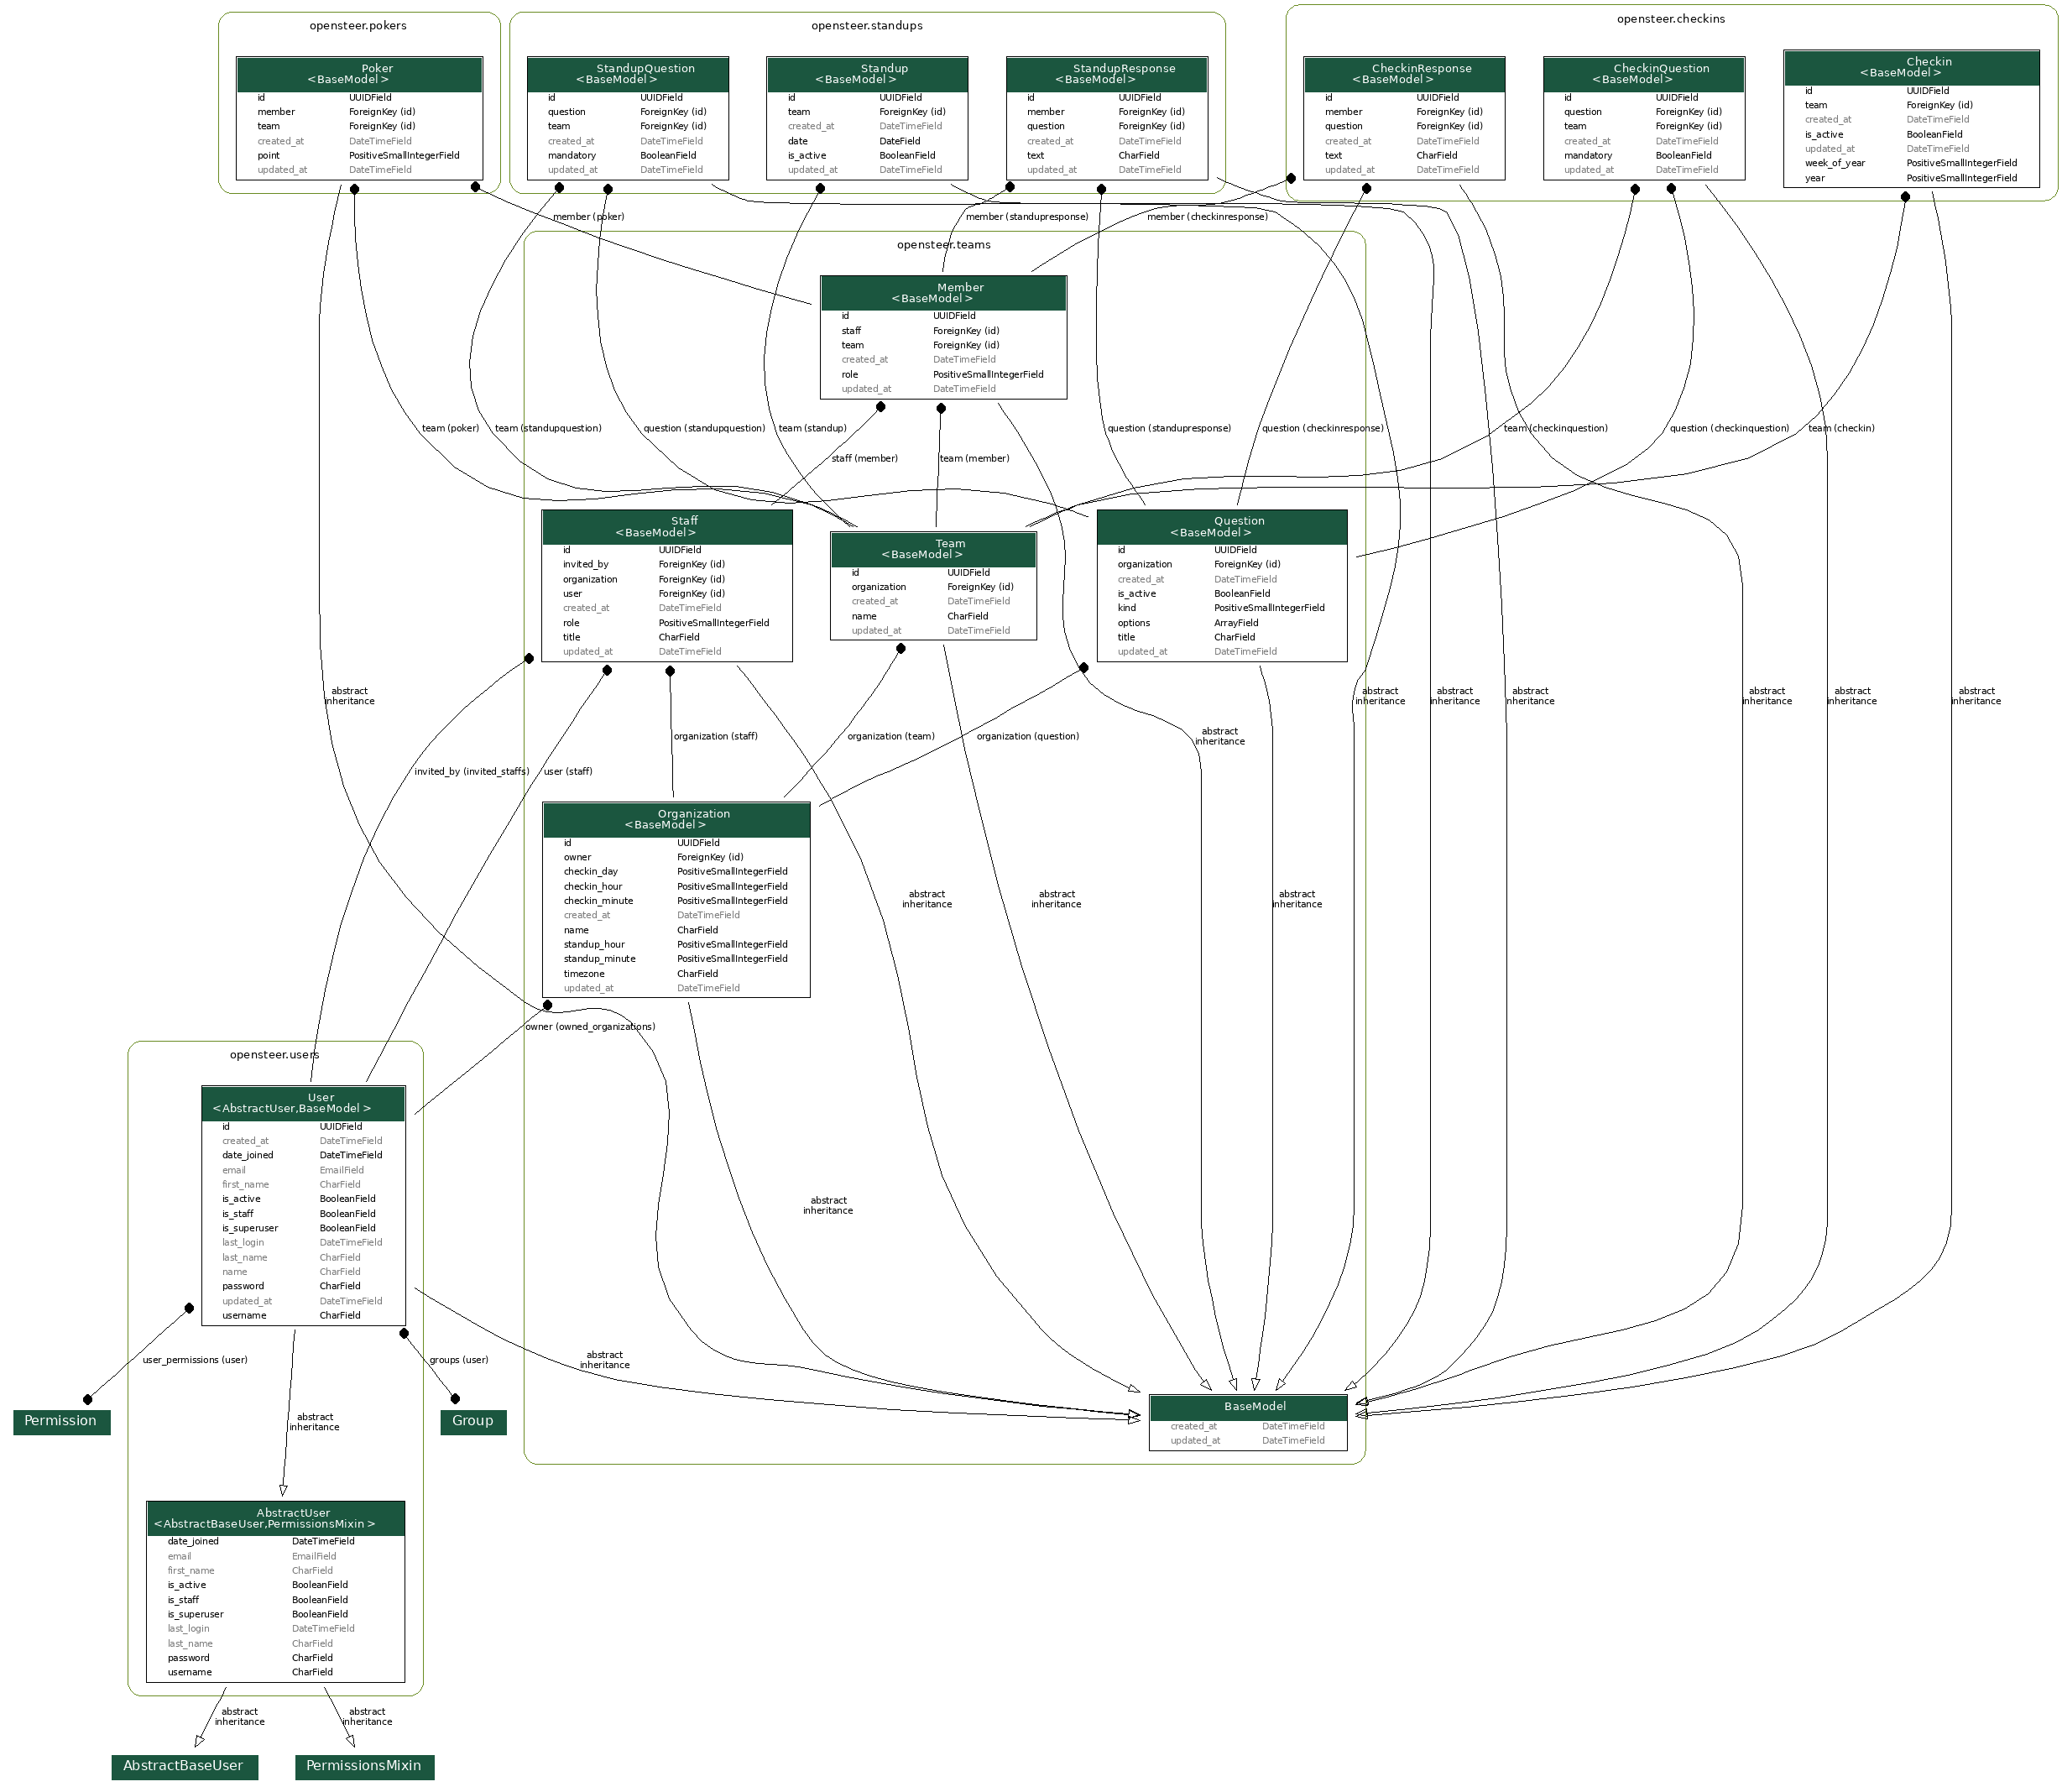 opensteer.pokers
opensteer.standups
opensteer.checkins
Poker
<BaseModel>
id UUIDField
member ForeignKey (id)
team ForeignKey (id)
created_at DateTimeField
point PositiveSmallIntegerField
updated_at DateTimeField
StandupQuestion
<BaseModel>
id UUIDField
question ForeignKey (id)
team ForeignKey (id)
created_at DateTimeField
mandatory BooleanField
updated_at DateTimeField
Standup
<BaseModel>
id UUIDField
team ForeignKey (id)
created_at DateTimeField
date DateField
is_active BooleanField
updated_at DateTimeField
StandupResponse
<BaseModel>
id UUIDField
member ForeignKey (id)
question ForeignKey (id)
created_at DateTimeField
text CharField
updated_at DateTimeField
CheckinResponse
<BaseModel>
id UUIDField
member ForeignKey (id)
question ForeignKey (id)
created_at DateTimeField
text CharField
updated_at DateTimeField
CheckinQuestion
<BaseModel>
id UUIDField
question ForeignKey (id)
team ForeignKey (id)
created_at DateTimeField
mandatory BooleanField
updated_at DateTimeField
Checkin
<BaseModel>
id UUIDField
team ForeignKey (id)
created_at DateTimeField
is_active BooleanField
updated_at DateTimeField
week_of_year PositiveSmallIntegerField
year PositiveSmallIntegerField
member (poker)
member (standupresponse)
member (checkinresponse)
opensteer.teams
Member
<BaseModel>
id UUIDField
staff ForeignKey (id)
team ForeignKey (id)
created_at DateTimeField
role PositiveSmallIntegerField
updated_at DateTimeField
team (poker)
team (standupquestion)
question (standupquestion)
team (standup)
question (standupresponse)
question (checkinresponse)
team (checkinquestion)
question (checkinquestion)
team (checkin)
staff (member)
team (member)
Staff
<BaseModel>
id UUIDField
invited_by ForeignKey (id)
organization ForeignKey (id)
user ForeignKey (id)
created_at DateTimeField
role PositiveSmallIntegerField
title CharField
updated_at DateTimeField
Team
<BaseModel>
id UUIDField
organization ForeignKey (id)
created_at DateTimeField
name CharField
updated_at DateTimeField
Question
<BaseModel>
id UUIDField
organization ForeignKey (id)
created_at DateTimeField
is_active BooleanField
kind PositiveSmallIntegerField
options ArrayField
title CharField
updated_at DateTimeField
abstract
inheritance
abstract
inheritance
abstract
inheritance
abstract
inheritance
abstract
inheritance
abstract
inheritance
abstract
inheritance
organization (staff)
organization (team)
organization (question)
abstract
inheritance
invited_by (invited_staffs)
user (staff)
Organization
<BaseModel>
id UUIDField
owner ForeignKey (id)
checkin_day PositiveSmallIntegerField
checkin_hour PositiveSmallIntegerField
checkin_minute PositiveSmallIntegerField
created_at DateTimeField
name CharField
standup_hour PositiveSmallIntegerField
standup_minute PositiveSmallIntegerField
timezone CharField
updated_at DateTimeField
abstract
inheritance
abstract
inheritance
abstract
inheritance
owner (owned_organizations)
opensteer.users
User
<AbstractUser,BaseModel>
id UUIDField
created_at DateTimeField
date_joined DateTimeField
email EmailField
first_name CharField
is_active BooleanField
is_staff BooleanField
is_superuser BooleanField
last_login DateTimeField
last_name CharField
name CharField
password CharField
updated_at DateTimeField
username CharField
abstract
inheritance
user_permissions (user)
groups (user)
abstract
inheritance
Permission
Group
abstract
inheritance
BaseModel
created_at DateTimeField
updated_at DateTimeField
AbstractUser
<AbstractBaseUser,PermissionsMixin>
date_joined DateTimeField
email EmailField
first_name CharField
is_active BooleanField
is_staff BooleanField
is_superuser BooleanField
last_login DateTimeField
last_name CharField
password CharField
username CharField
abstract
inheritance
abstract
inheritance
AbstractBaseUser
PermissionsMixin